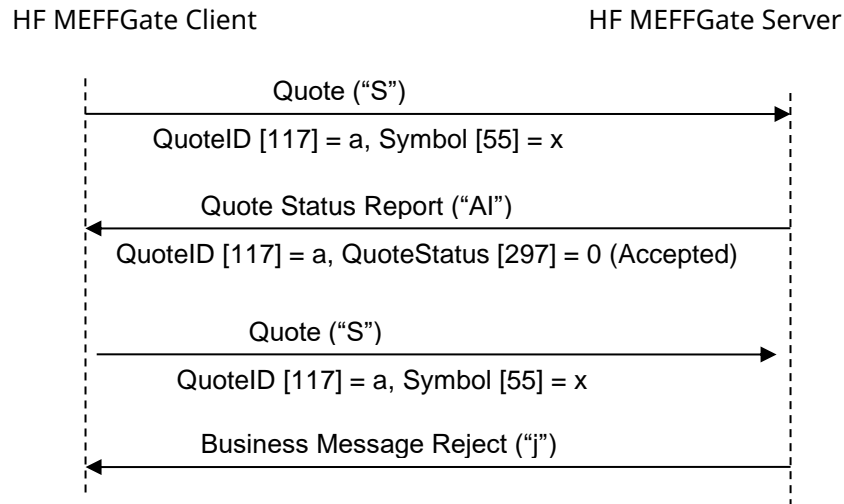 HF MEFFGate Client HF MEFFGate Server
Quote (“S”)
QuoteID [117] = a, Symbol [55] = x
Quote Status Report (“AI”)
QuoteID [117] = a, QuoteStatus [297] = 0 (Accepted)
Quote (“S”)
QuoteID [117] = a, Symbol [55] = x
Business Message Reject (“j”)